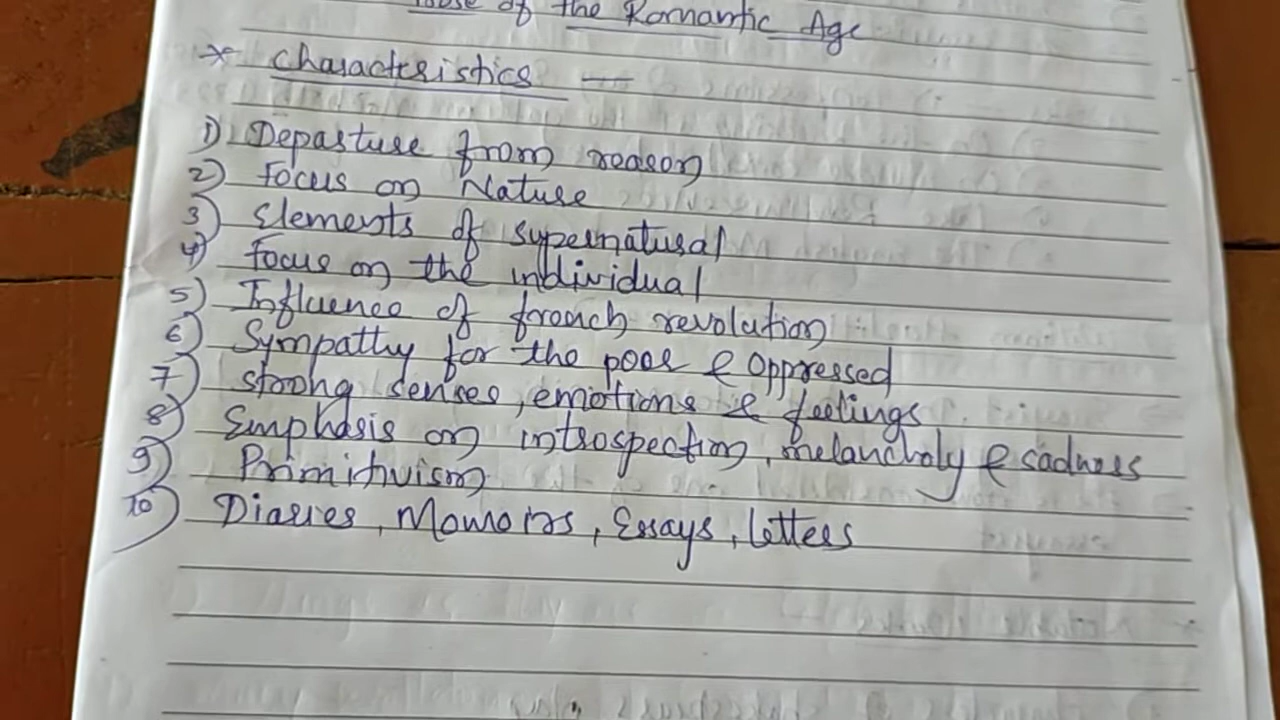 of the Romantic Age
* Characteristics —
1) Departure from reason
2) Focus on Nature
3) Elements of supernatural
4) Focus on the individual
5) Influence of french revolution
6) Sympathy for the poor & oppressed
7) strong senses, emotions & feelings
8) Emphasis on introspection, melancholy & sadness
9) Primitivism
10) Diaries, Memoirs, Essays, letters